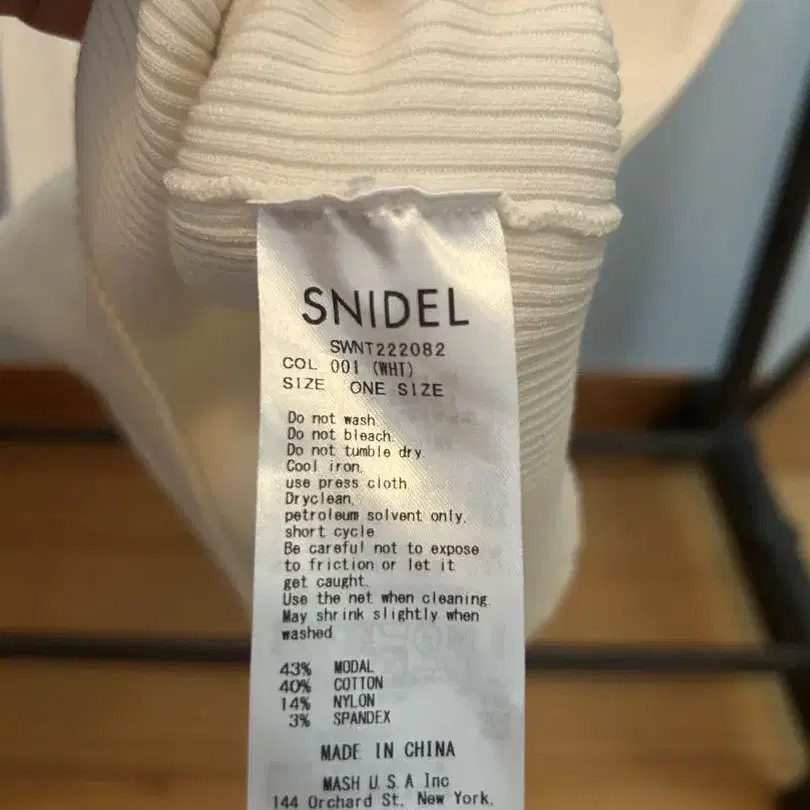 SNIDEL
SWNT222082
COL 001 (WHT)
SIZE ONE SIZE
Do not wash.
Do not bleach.
Do not tumble dry.
Cool iron,
use press cloth.
Dryclean,
petroleum solvent only,
short cycle.
Be careful not to expose
to friction or let it
get caught.
Use the net when cleaning.
May shrink slightly when
washed.
43% MODAL
40% COTTON
14% NYLON
3% SPANDEX
MADE IN CHINA
MASH U.S.A Inc
144 Orchard St, New York,